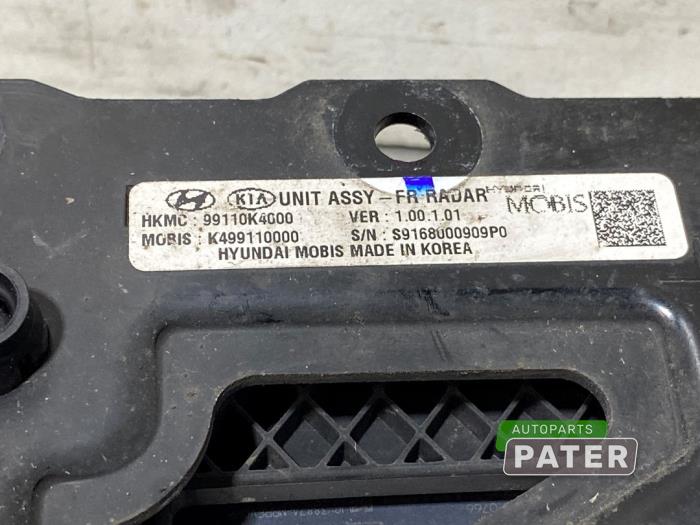 KIA UNIT ASSY-FR RADAR
HYUNDAI
MOBIS
HKMC : 99110K4000 VER : 1.00.1.01
MOBIS : K499110000 S/N : S9168000909P0
HYUNDAI MOBIS MADE IN KOREA
AUTOPARTS
PATER